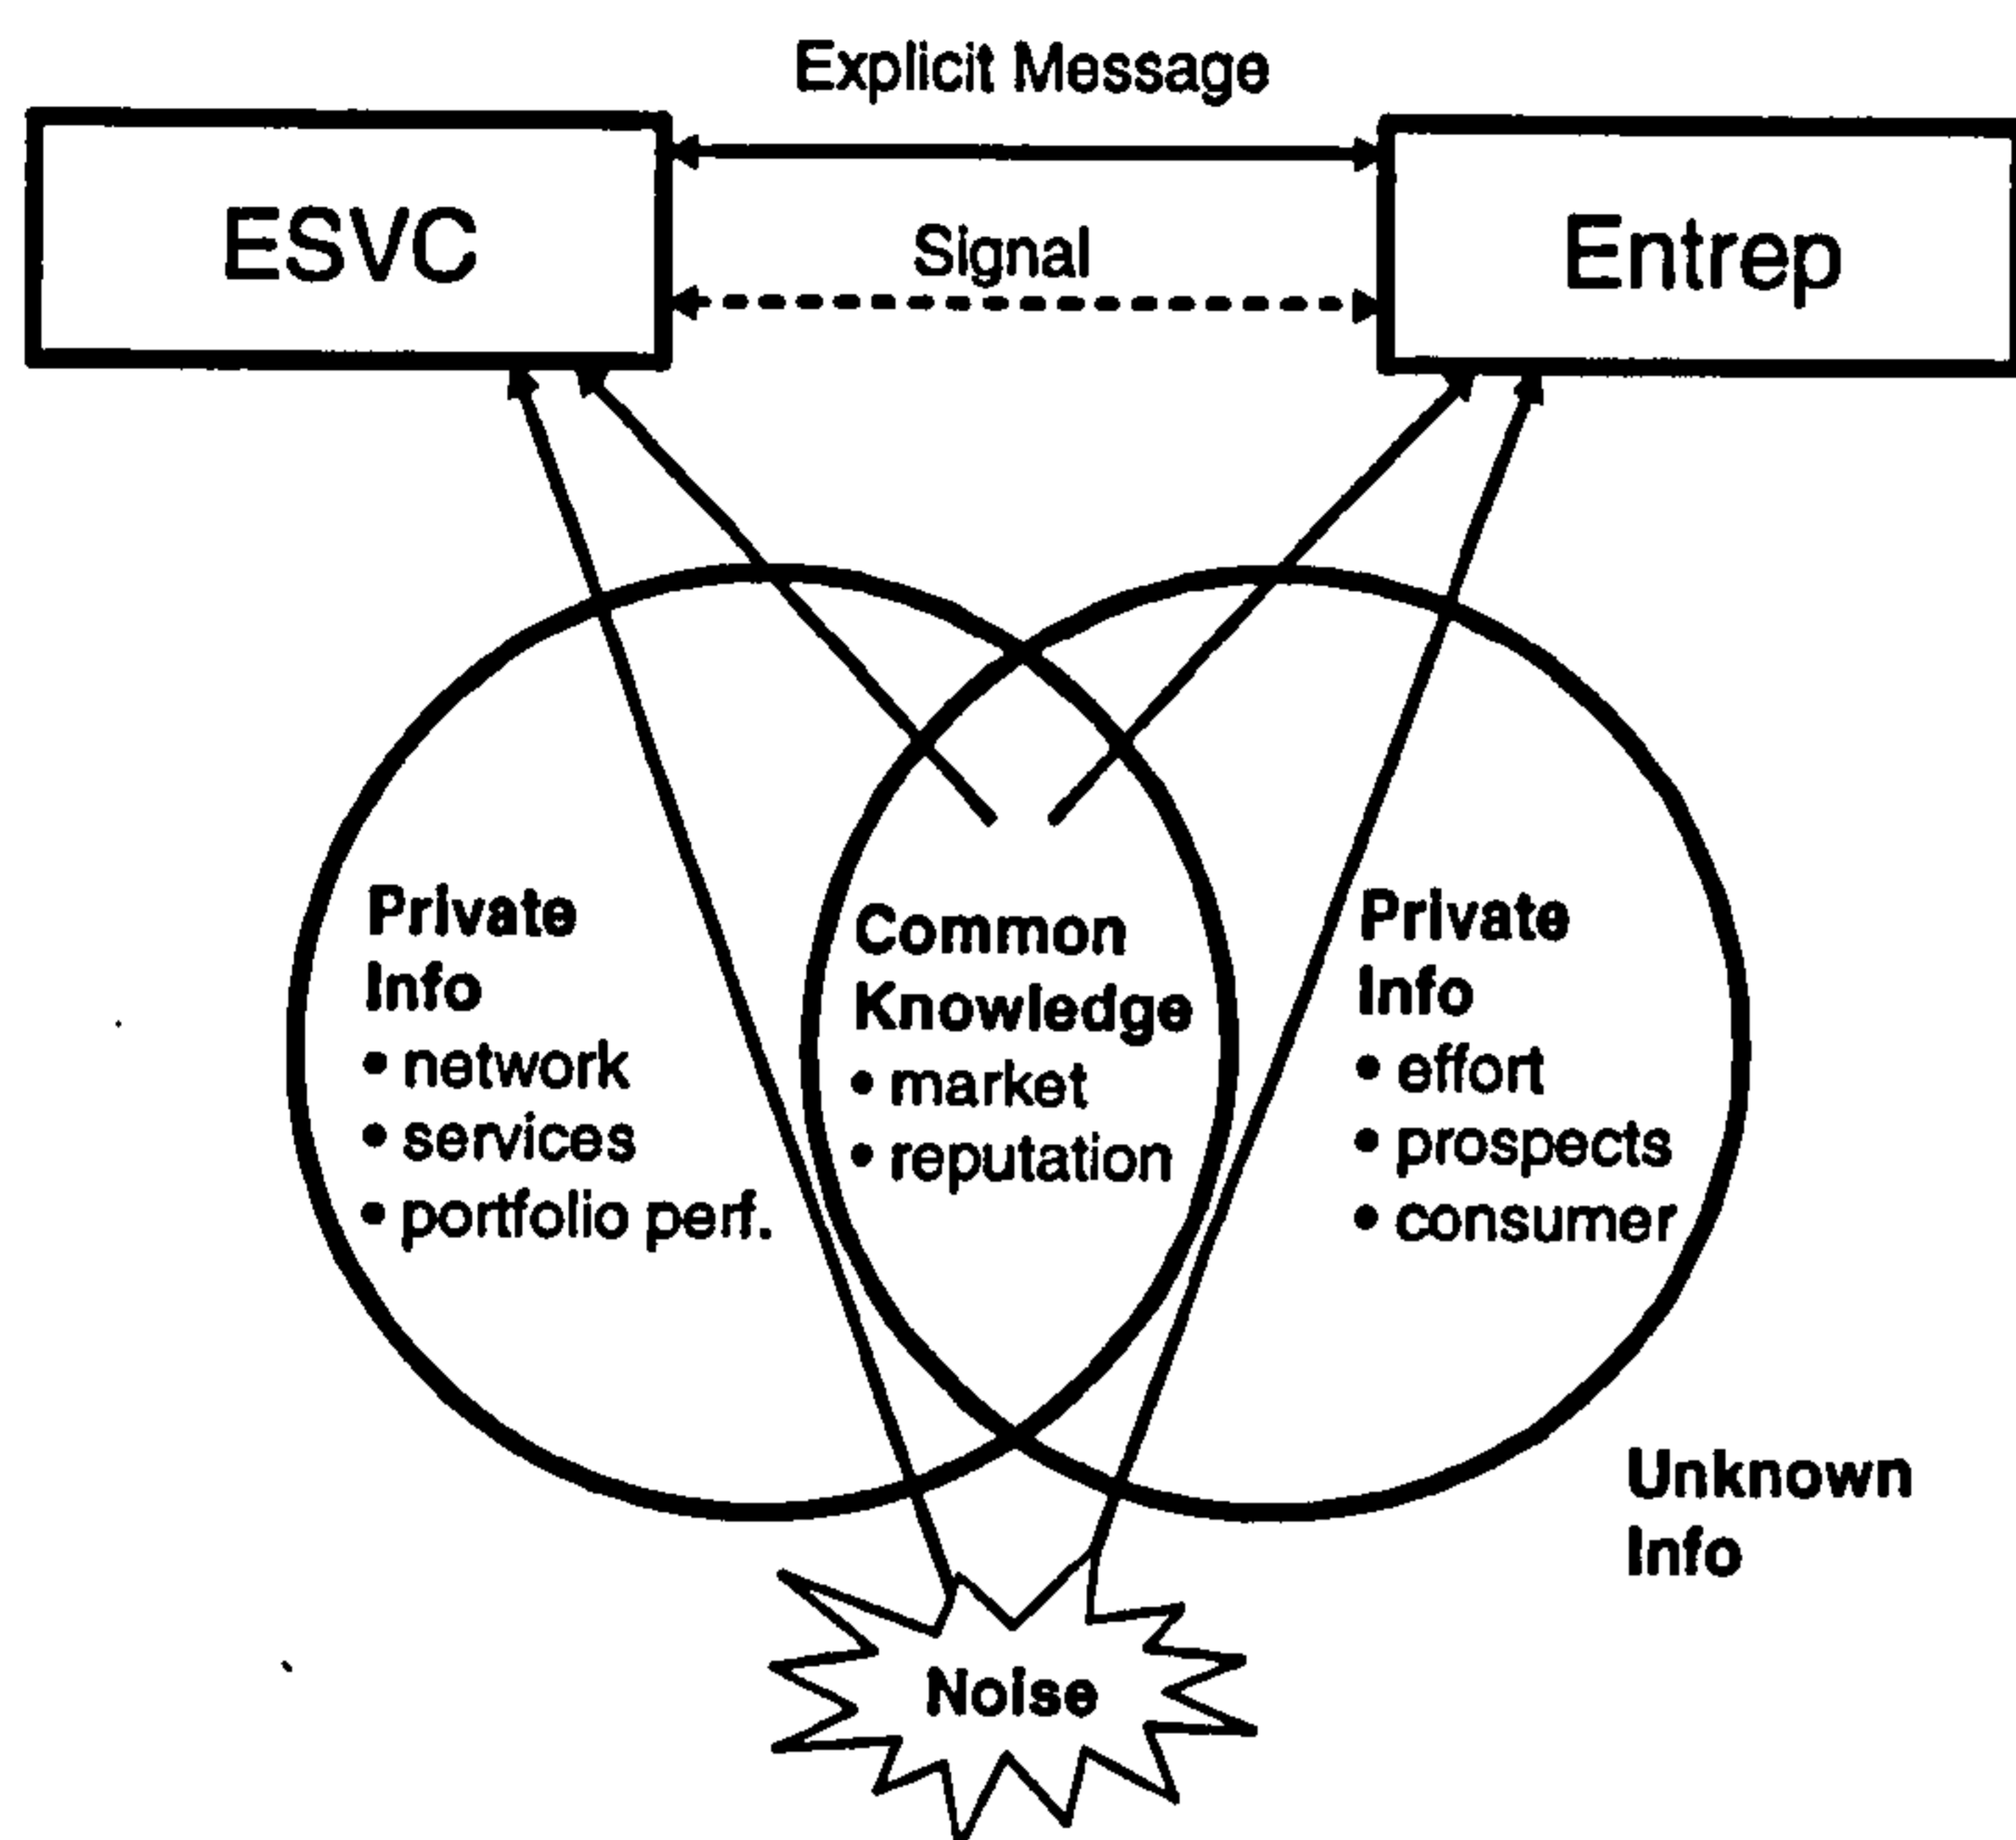 Explicit Message
ESVC
Signal
Entrep
Private
Info
• network
• services
• portfolio perf.
Common
Knowledge
• market
• reputation
Private
Info
• effort
• prospects
• consumer
Unknown
Info
Noise